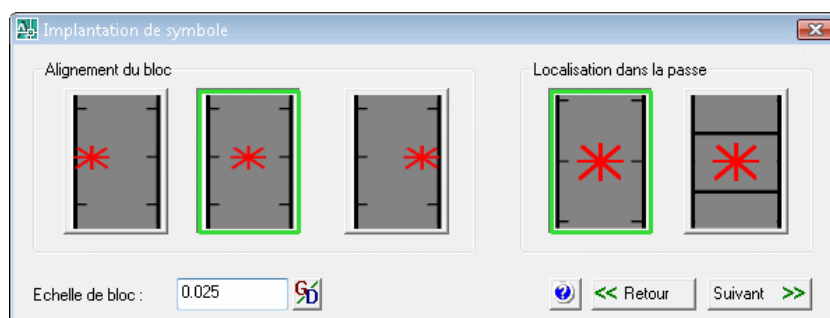 Implantation de symbole
Alignement du bloc
Localisation dans la passe
Echelle de bloc :
0.025
G/D
? << Retour
Suivant >>